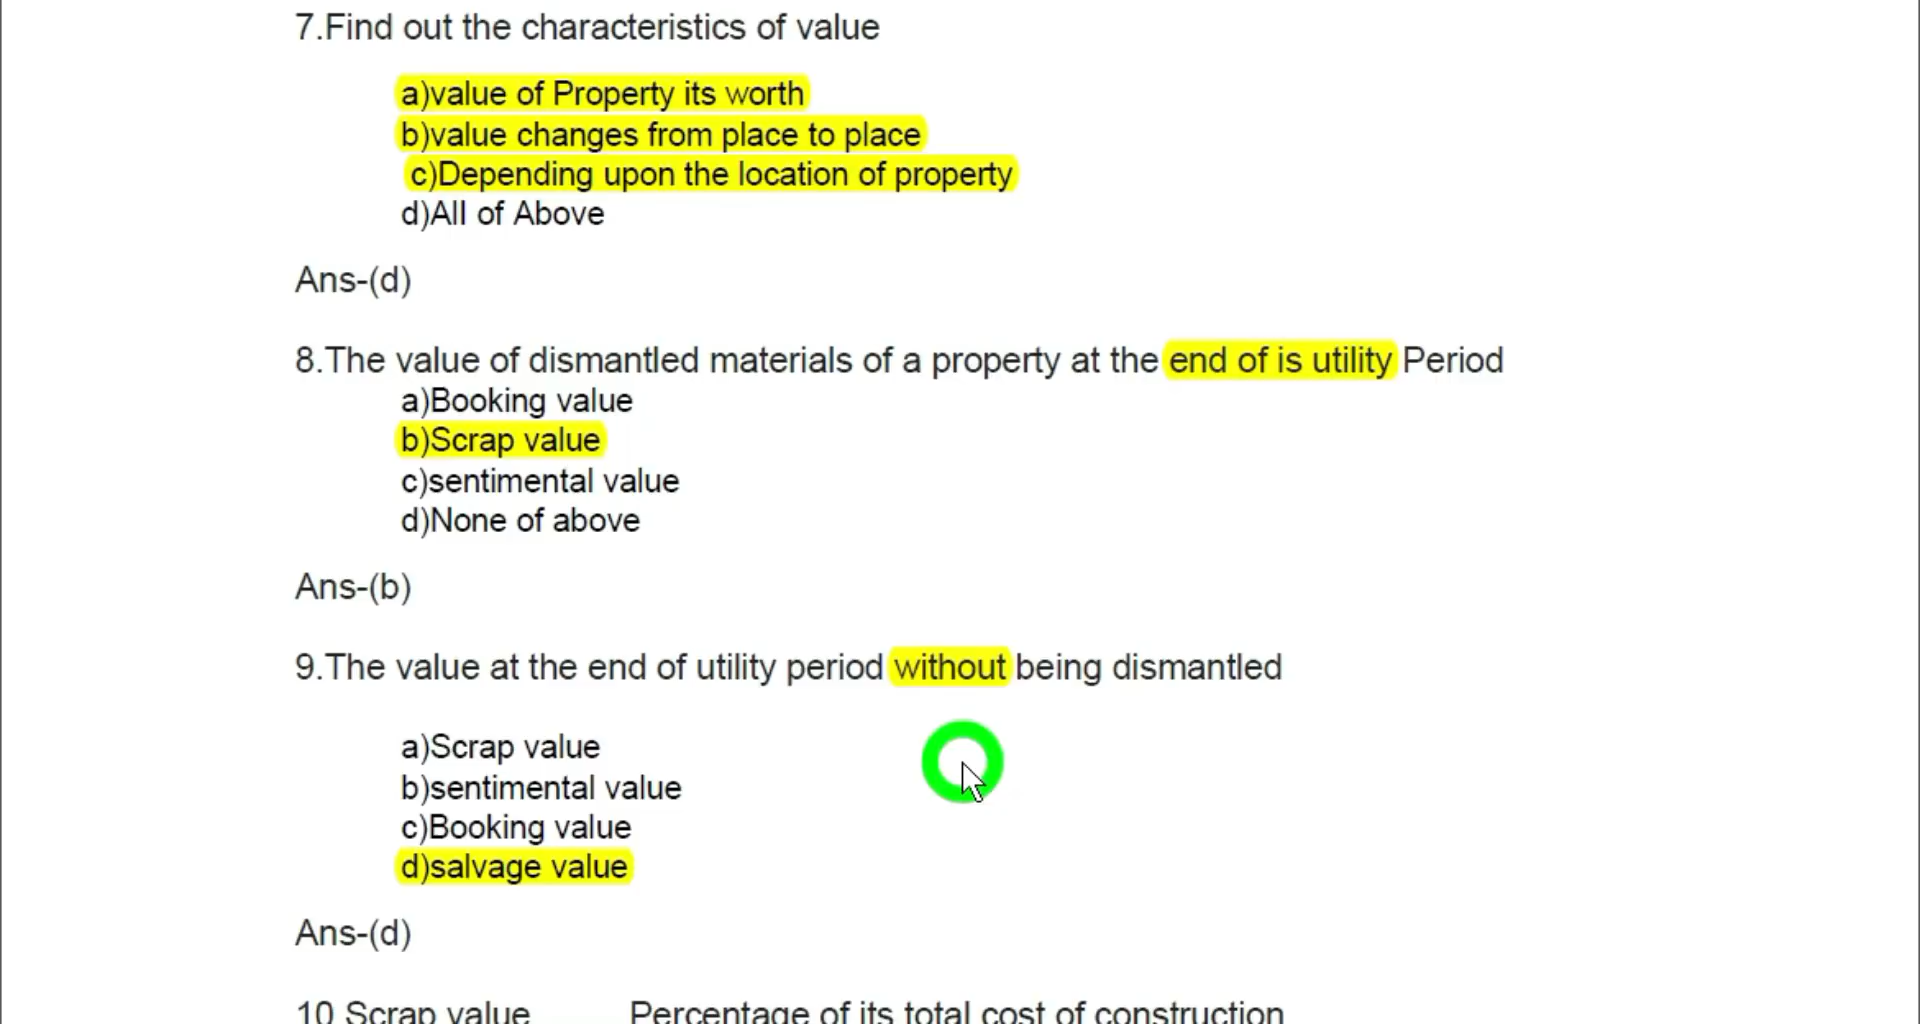 7.Find out the characteristics of value
a)value of Property its worth
b)value changes from place to place
c)Depending upon the location of property
d)All of Above
Ans-(d)
8.The value of dismantled materials of a property at the end of is utility Period
a)Booking value
b)Scrap value
c)sentimental value
d)None of above
Ans-(b)
9.The value at the end of utility period without being dismantled
a)Scrap value
b)sentimental value
c)Booking value
d)salvage value
Ans-(d)
10.Scrap value____Percentage of its total cost of construction